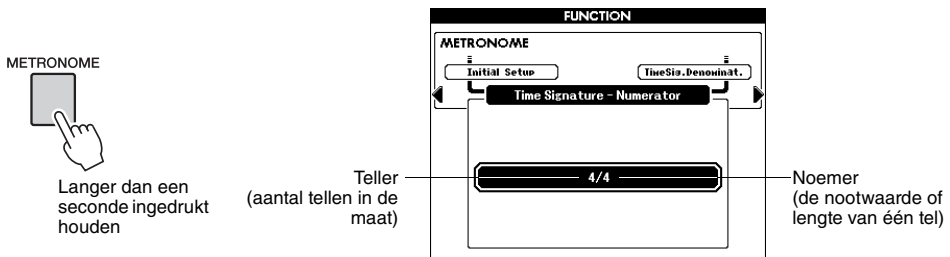 FUNCTION
METRONOME
Initial Setup
TimeSig.Denominat.
Time Signature - Numerator
4/4
METRONOME
Langer dan een
seconde ingedrukt
houden
Teller
(aantal tellen in de
maat)
Noemer
(de nootwaarde of
lengte van één tel)